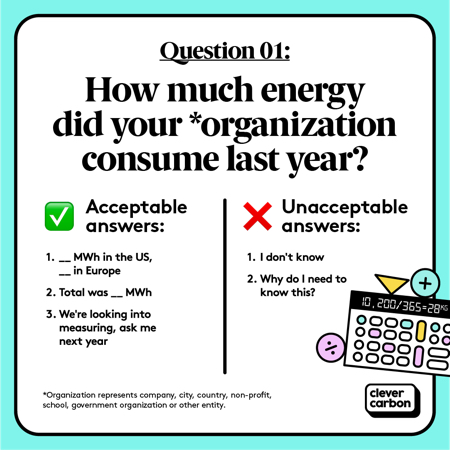 Question 01:
How much energy
did your *organization
consume last year?
Acceptable
answers:
1. __ MWh in the US,
__ in Europe
2. Total was __ MWh
3. We're looking into
measuring, ask me
next year
Unacceptable
answers:
1. I don't know
2. Why do I need to
know this?
10,200/365=28KG
*Organization represents company, city, country, non-profit,
school, government organization or other entity.
clever
carbon